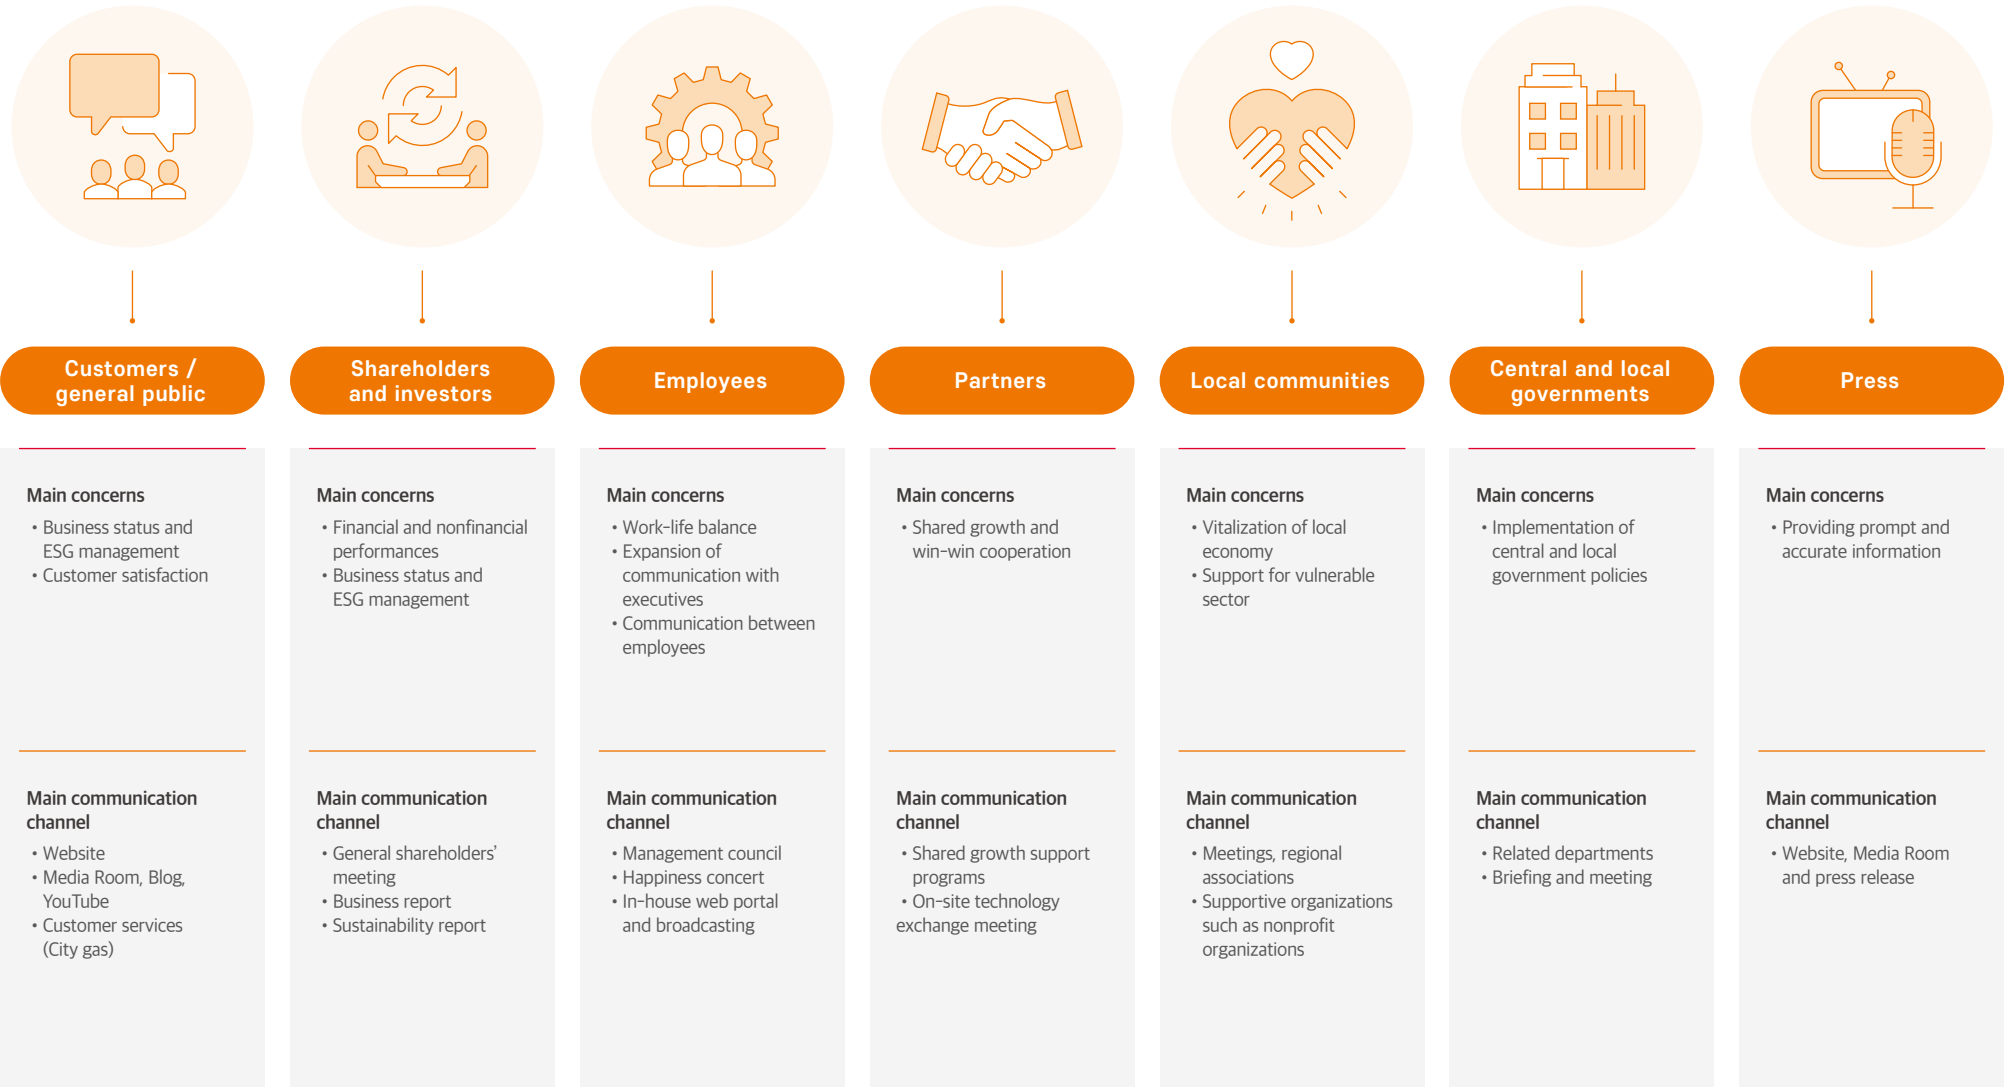 Customers /
general public
Main concerns
• Business status and
ESG management
• Customer satisfaction
Main communication
channel
• Website
• Media Room, Blog,
YouTube
• Customer services
(City gas)
Shareholders
and investors
Main concerns
• Financial and nonfinancial
performances
• Business status and
ESG management
Main communication
channel
• General shareholders’
meeting
• Business report
• Sustainability report
Employees
Main concerns
• Work-life balance
• Expansion of
communication with
executives
• Communication between
employees
Main communication
channel
• Management council
• Happiness concert
• In-house web portal
and broadcasting
Partners
Main concerns
• Shared growth and
win-win cooperation
Main communication
channel
• Shared growth support
programs
• On-site technology
exchange meeting
Local communities
Main concerns
• Vitalization of local
economy
• Support for vulnerable
sector
Main communication
channel
• Meetings, regional
associations
• Supportive organizations
such as nonprofit
organizations
Central and local
governments
Main concerns
• Implementation of
central and local
government policies
Main communication
channel
• Related departments
• Briefing and meeting
Press
Main concerns
• Providing prompt and
accurate information
Main communication
channel
• Website, Media Room
and press release